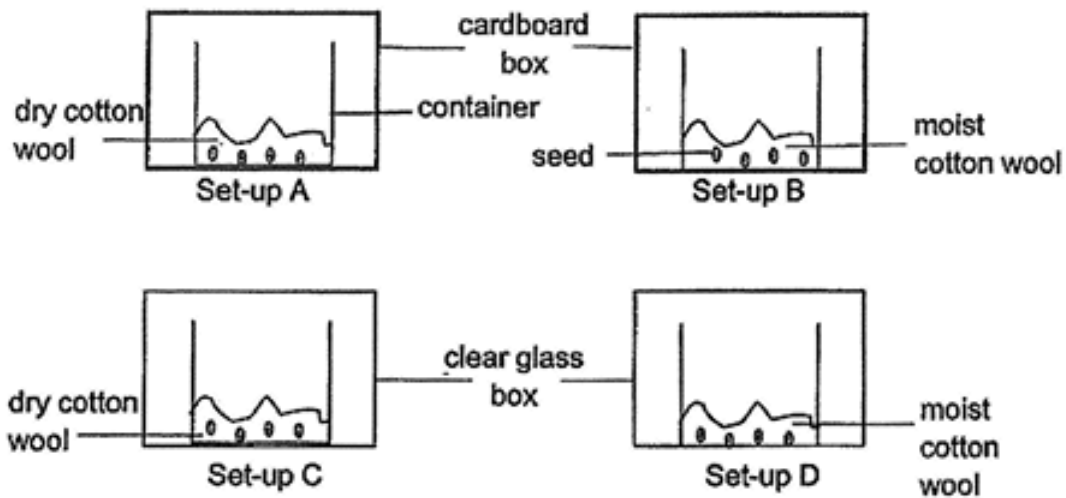 cardboard
box
dry cotton
wool
container
seed
moist
cotton wool
Set-up A
Set-up B
clear glass
box
dry cotton
wool
moist
cotton
wool
Set-up C
Set-up D